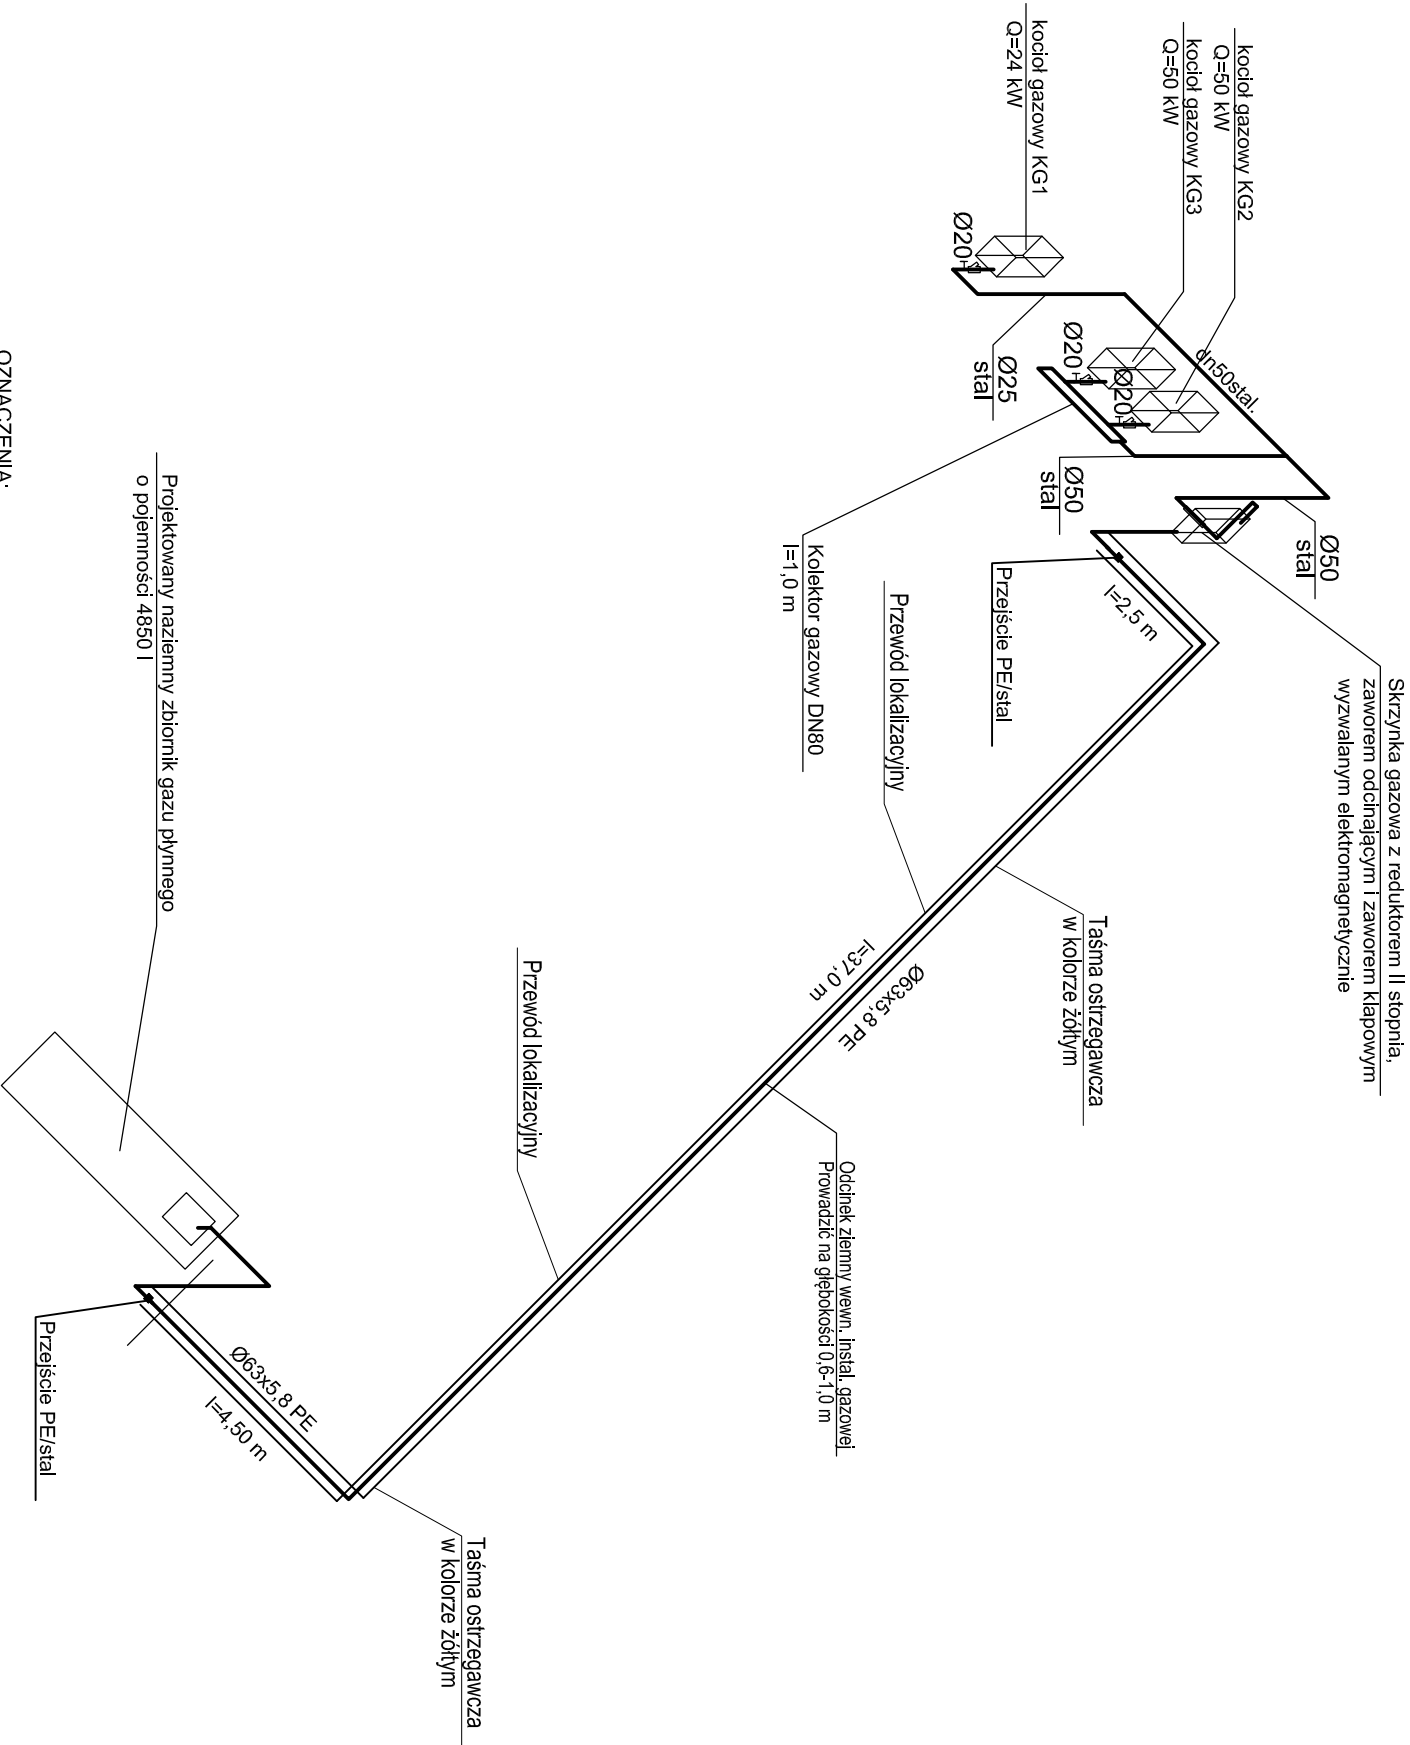 Skrzynka gazowa z reduktorem II stopnia,
zaworem odcinającym i zaworem klapowym
wyzwalanym elektromagnetycznie
Ø50
stal
kocioł gazowy KG2
Q=50 kW
kocioł gazowy KG3
Q=50 kW
kocioł gazowy KG1
Q=24 kW
dn50stal.
Ø20
Ø20
Ø20
Ø25
stal
Ø50
stal
l=2,5 m
Przejście PE/stal
Kolektor gazowy DN80
l=1,0 m
Przewód lokalizacyjny
Taśma ostrzegawcza
w kolorze żółtym
Ø63x5,8 PE
l=37,0 m
Odcinek ziemny wewn. instal. gazowej
Prowadzić na głębokości 0,6-1,0 m
Przewód lokalizacyjny
Taśma ostrzegawcza
w kolorze żółtym
Projektowany naziemny zbiornik gazu płynnego
o pojemności 4850 l
Ø63x5,8 PE
l=4,50 m
Przejście PE/stal
OZNACZENIA: